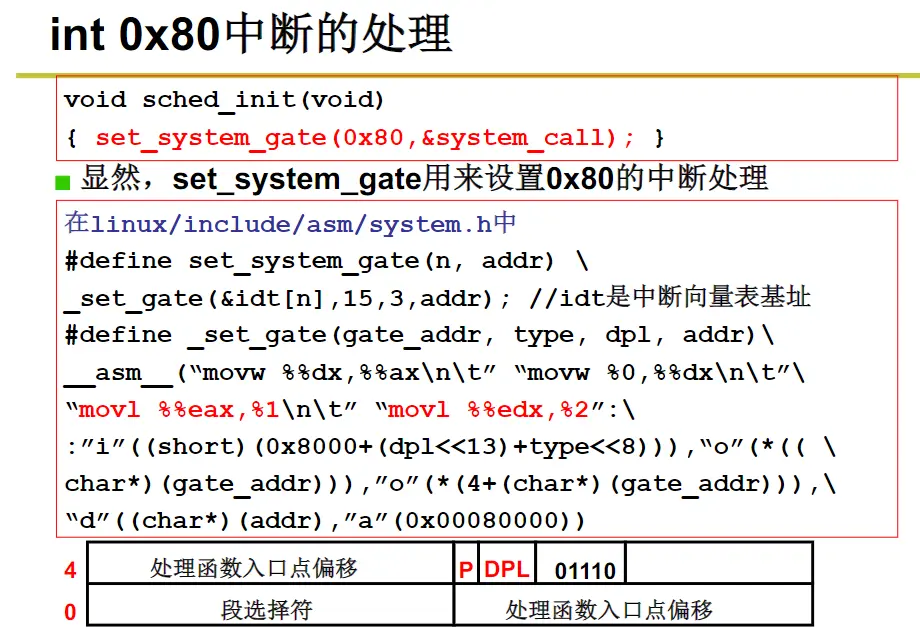 int 0x80中断的处理
void sched_init(void)
{ set_system_gate(0x80,&system_call); }
显然，set_system_gate用来设置0x80的中断处理
在linux/include/asm/system.h中
#define set_system_gate(n, addr) \
_set_gate(&idt[n],15,3,addr); //idt是中断向量表基址
#define _set_gate(gate_addr, type, dpl, addr)\
__asm__(“movw %%dx,%%ax\n\t” “movw %0,%%dx\n\t”\
“movl %%eax,%1\n\t” “movl %%edx,%2”:\
:”i”((short)(0x8000+(dpl<<13)+type<<8))),“o”(*(( \
char*)(gate_addr))),”o”(*(4+(char*)(gate_addr))),\
“d”((char*)(addr),”a”(0x00080000))
4 处理函数入口点偏移 P DPL 01110
0 段选择符 处理函数入口点偏移